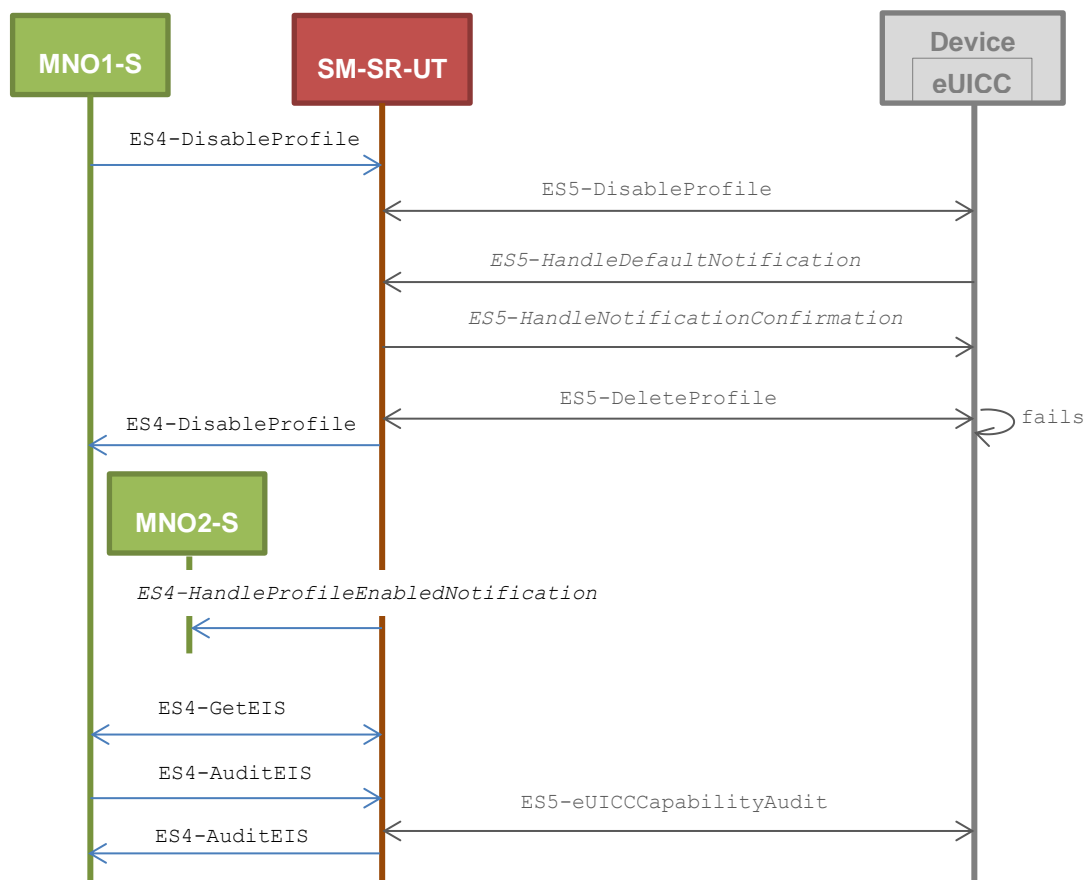 MNO1-S
SM-SR-UT
Device
eUICC
ES4-DisableProfile
ES5-DisableProfile
ES5-HandleDefaultNotification
ES5-HandleNotificationConfirmation
ES5-DeleteProfile
fails
ES4-DisableProfile
MNO2-S
ES4-HandleProfileEnabledNotification
ES4-GetEIS
ES4-AuditEIS
ES5-eUICCCapabilityAudit
ES4-AuditEIS